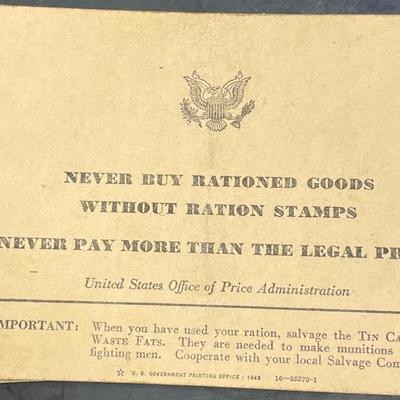 NEVER BUY RATIONED GOODS
WITHOUT RATION STAMPS
NEVER PAY MORE THAN THE LEGAL PR
United States Office of Price Administration
IMPORTANT: When you have used your ration, salvage the TIN CA
WASTE FATS. They are needed to make munitions
fighting men. Cooperate with your local Salvage Com
☆ U. S. GOVERNMENT PRINTING OFFICE : 1943 16—35570-1